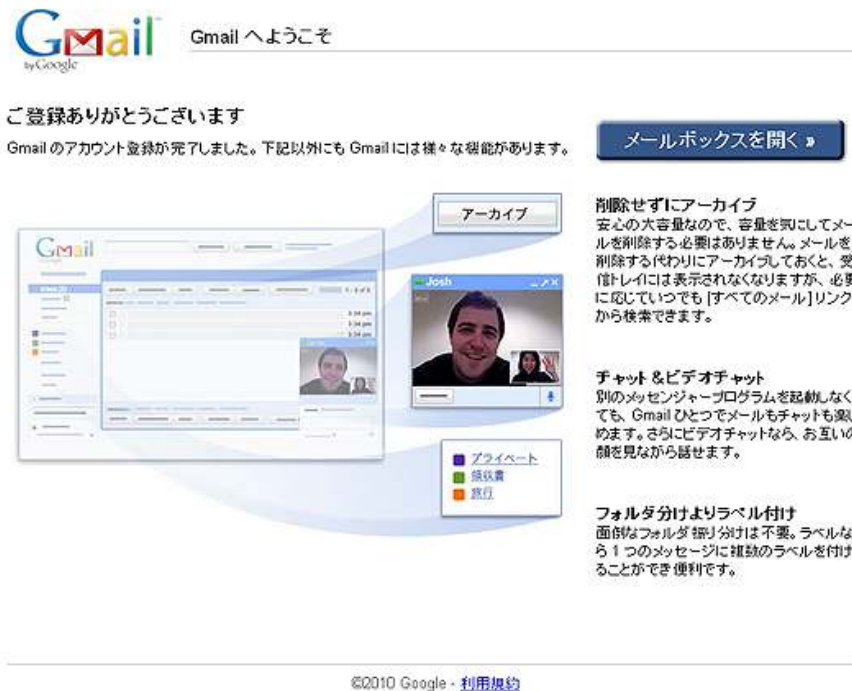 Gmail
by Google
Gmail へようこそ
ご登録ありがとうございます
Gmail のアカウント登録が完了しました。下記以外にも Gmail には様々な機能があります。
メールボックスを開く »
アーカイブ
Gmail
Josh
1 - 3 of 3
3:34 pm
3:34 pm
3:34 pm
プライベート
領収書
旅行
削除せずにアーカイブ
安心の大容量なので、容量を気にしてメー
ルを削除する必要はありません。メールを
削除する代わりにアーカイブしておくと、受
信トレイには表示されなくなりますが、必要
に応じていつでも [すべてのメール] リンク
から検索できます。
チャット & ビデオチャット
別のメッセンジャープログラムを起動しなく
ても、Gmail ひとつでメールもチャットも楽し
めます。さらにビデオチャットなら、お互いの
顔を見ながら話せます。
フォルダ分けよりラベル付け
面倒なフォルダ振り分けは不要。ラベルな
ら 1 つのメッセージに複数のラベルを付け
ることができ便利です。
©2010 Google - 利用規約